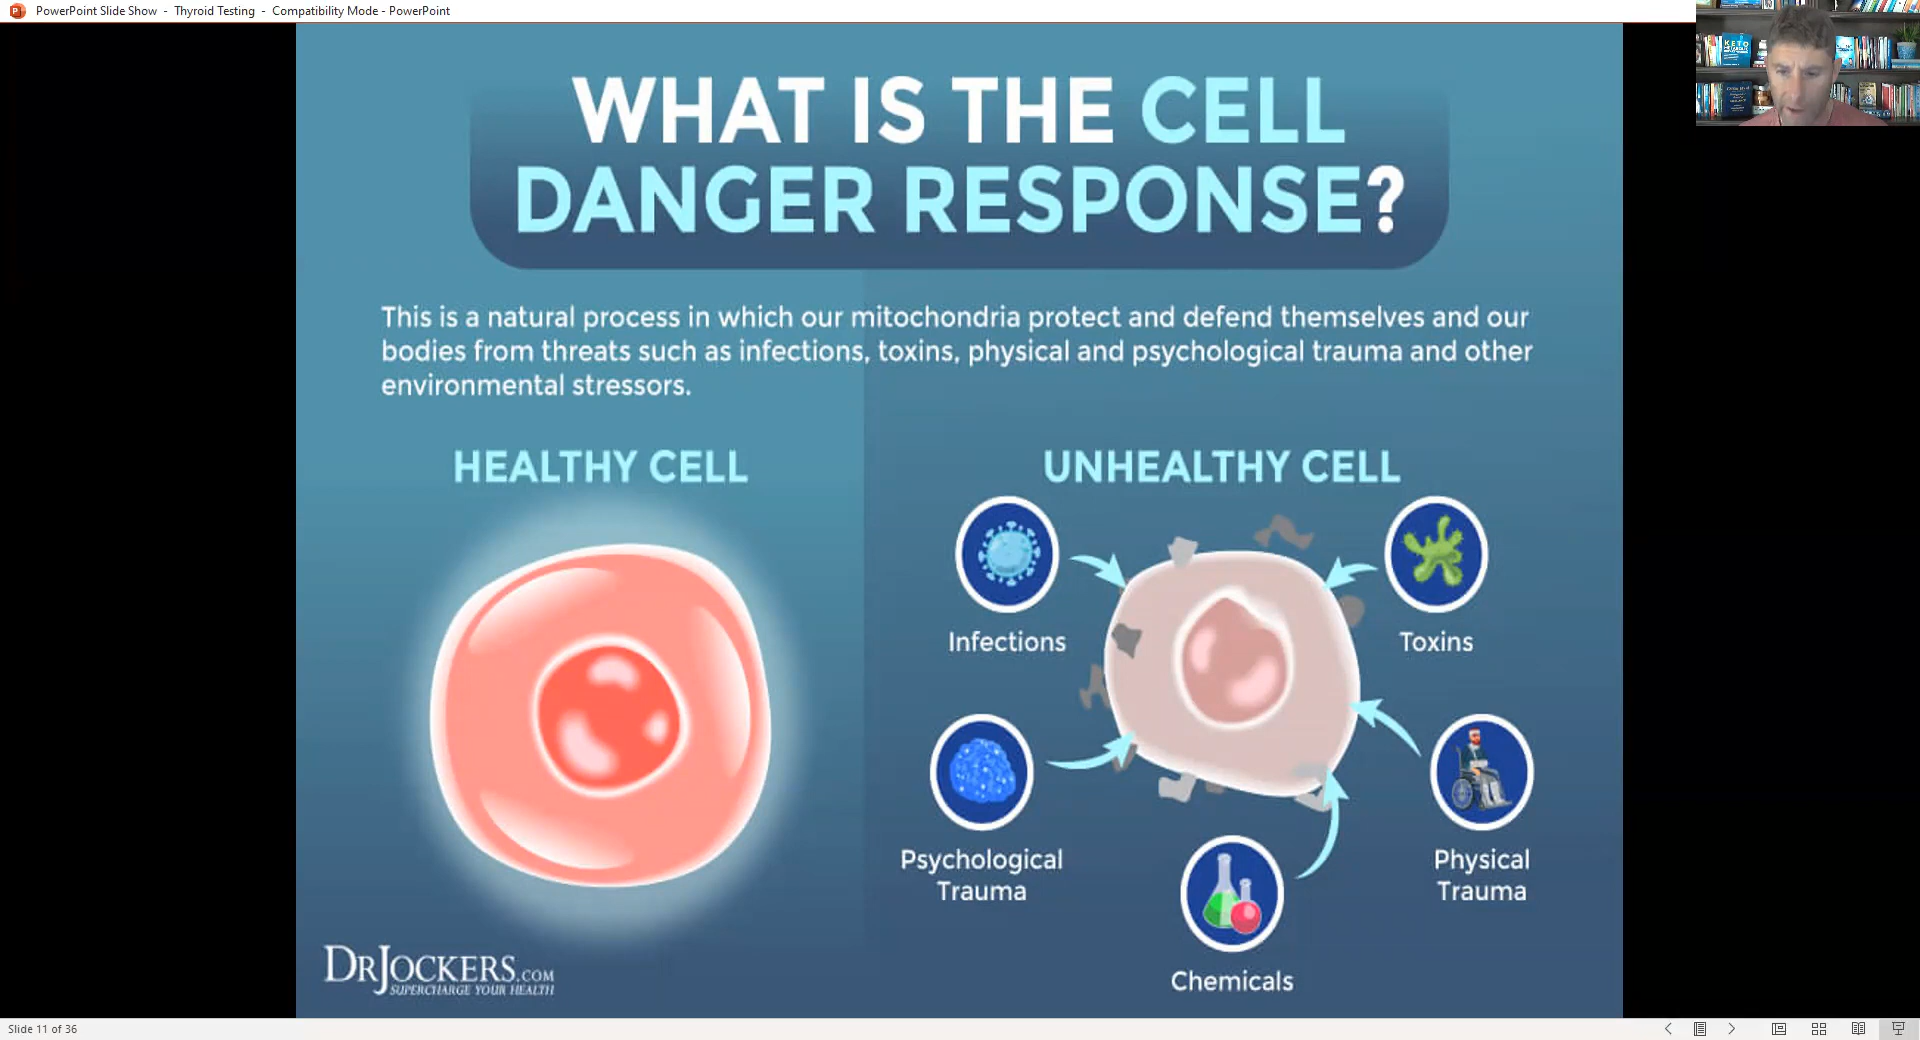 PowerPoint Slide Show - Thyroid Testing - Compatibility Mode - PowerPoint
KETO
WHAT IS THE CELL
DANGER RESPONSE?
This is a natural process in which our mitochondria protect and defend themselves and our
bodies from threats such as infections, toxins, physical and psychological trauma and other
environmental stressors.
HEALTHY CELL
UNHEALTHY CELL
Infections
Toxins
Psychological
Trauma
Physical
Trauma
Chemicals
DRJOCKERS.COM
SUPERCHARGE YOUR HEALTH
Slide 11 of 36